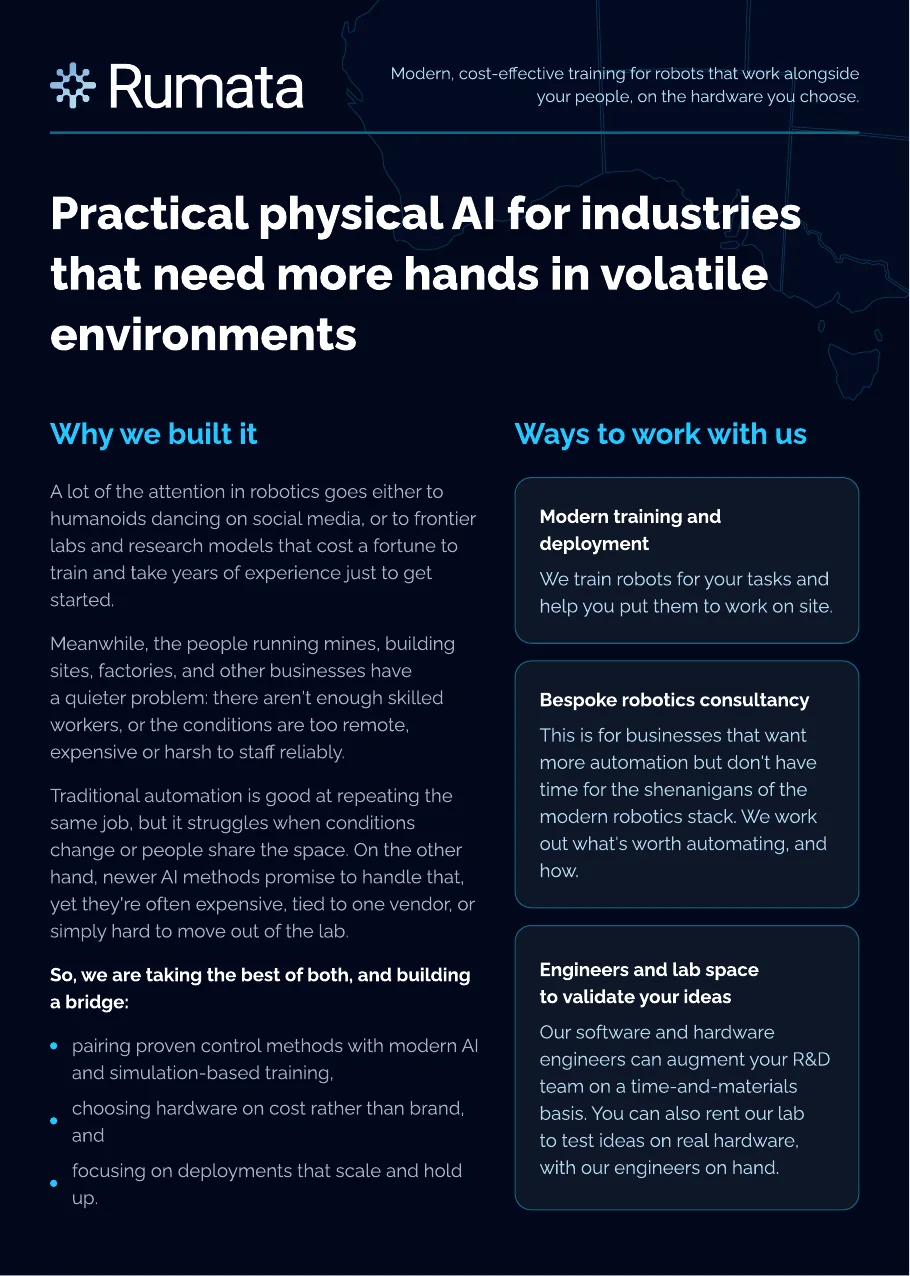 Rumata
Modern, cost-effective training for robots that work alongside
your people, on the hardware you choose.
Practical physical AI for industries
that need more hands in volatile
environments
Why we built it
A lot of the attention in robotics goes either to
humanoids dancing on social media, or to frontier
labs and research models that cost a fortune to
train and take years of experience just to get
started.
Meanwhile, the people running mines, building
sites, factories, and other businesses have
a quieter problem: there aren't enough skilled
workers, or the conditions are too remote,
expensive or harsh to staff reliably.
Traditional automation is good at repeating the
same job, but it struggles when conditions
change or people share the space. On the other
hand, newer AI methods promise to handle that,
yet they're often expensive, tied to one vendor, or
simply hard to move out of the lab.
So, we are taking the best of both, and building
a bridge:
pairing proven control methods with modern AI
and simulation-based training,
choosing hardware on cost rather than brand,
and
focusing on deployments that scale and hold
up.
Ways to work with us
Modern training and
deployment
We train robots for your tasks and
help you put them to work on site.
Bespoke robotics consultancy
This is for businesses that want
more automation but don't have
time for the shenanigans of the
modern robotics stack. We work
out what's worth automating, and
how.
Engineers and lab space
to validate your ideas
Our software and hardware
engineers can augment your R&D
team on a time-and-materials
basis. You can also rent our lab
to test ideas on real hardware,
with our engineers on hand.